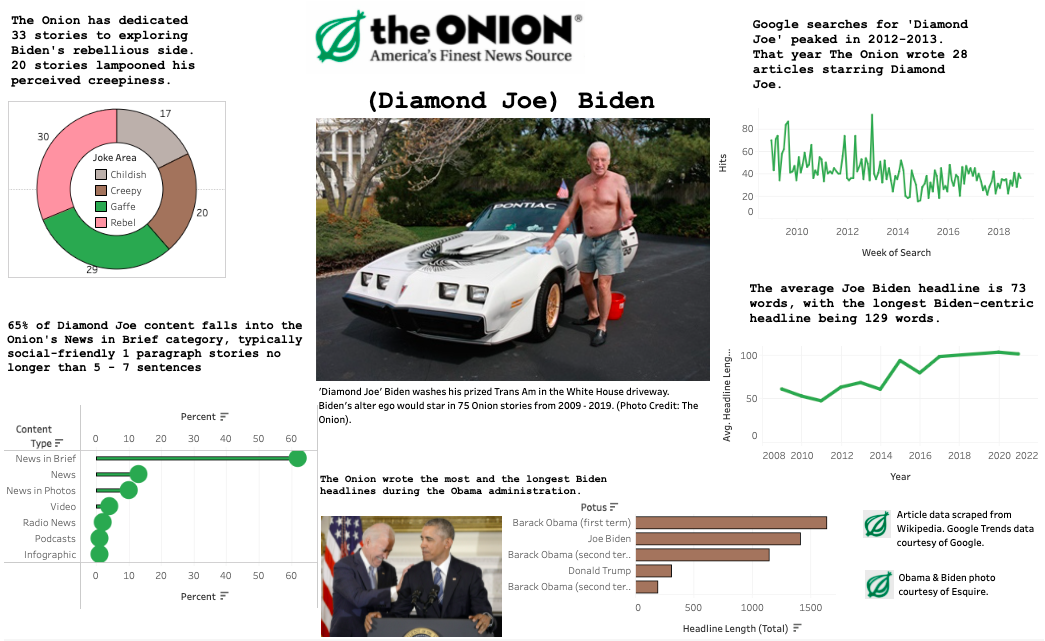 The Onion has dedicated
33 stories to exploring
Biden's rebellious side.
20 stories lampooned his
perceived creepiness.
17
30
20
29
Joke Area
Childish
Creepy
Gaffe
Rebel
65% of Diamond Joe content falls into the
Onion's News in Brief category, typically
social-friendly 1 paragraph stories no
longer than 5 - 7 sentences
Percent
Content
Type
0 10 20 30 40 50 60
News in Brief
News
News in Photos
Video
Radio News
Podcasts
Infographic
0 10 20 30 40 50 60
Percent
the ONION®
America's Finest News Source
(Diamond Joe) Biden
PONTIAC
'Diamond Joe' Biden washes his prized Trans Am in the White House driveway.
Biden's alter ego would star in 75 Onion stories from 2009 - 2019. (Photo Credit: The
Onion).
The Onion wrote the most and the longest Biden
headlines during the Obama administration.
Potus
Barack Obama (first term)
Joe Biden
Barack Obama (second ter..
Donald Trump
Barack Obama (second ter..
0 500 1000 1500
Headline Length (Total)
Google searches for 'Diamond
Joe' peaked in 2012-2013.
That year The Onion wrote 28
articles starring Diamond
Joe.
Hits
80
60
40
20
0
2010 2012 2014 2016 2018
Week of Search
The average Joe Biden headline is 73
words, with the longest Biden-centric
headline being 129 words.
Avg. Headline Leng...
100
50
0
2008 2010 2012 2014 2016 2018 2020 2022
Year
Article data scraped from
Wikipedia. Google Trends data
courtesy of Google.
Obama & Biden photo
courtesy of Esquire.